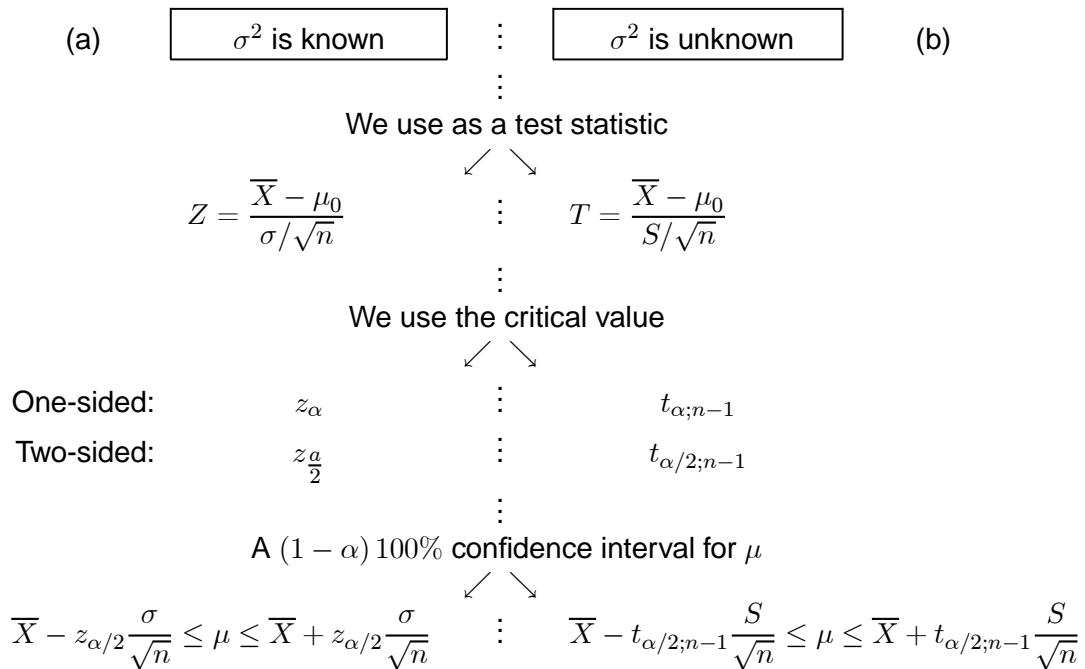 (a) σ² is known ⋮ σ² is unknown (b)
⋮
We use as a test statistic
↙ ↘
Z = (X̅ − μ₀)/(σ/√n) ⋮ T = (X̅ − μ₀)/(S/√n)
⋮
We use the critical value
↙ ↘
⋮
One-sided: z_α ⋮ t_{α;n−1}
Two-sided: z_{a/2} ⋮ t_{α/2;n−1}
⋮
A (1 − α) 100% confidence interval for μ
↙ ↘
X̅ − z_{α/2} σ/√n ≤ μ ≤ X̅ + z_{α/2} σ/√n ⋮ X̅ − t_{α/2;n−1} S/√n ≤ μ ≤ X̅ + t_{α/2;n−1} S/√n